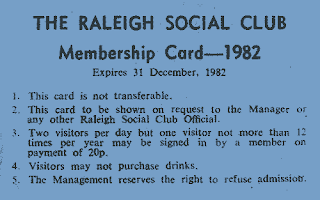 THE RALEIGH SOCIAL CLUB
Membership Card—1982
Expires 31 December, 1982
1. This card is not transferable.
2. This card to be shown on request to the Manager or
any other Raleigh Social Club Official.
3. Two visitors per day but one visitor not more than 12
times per year may be signed in by a member on
payment of 20p.
4. Visitors may not purchase drinks.
5. The Management reserves the right to refuse admission.